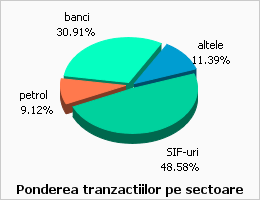 banci
30.91%
altele
11.39%
petrol
9.12%
SIF-uri
48.58%
Ponderea tranzactiilor pe sectoare